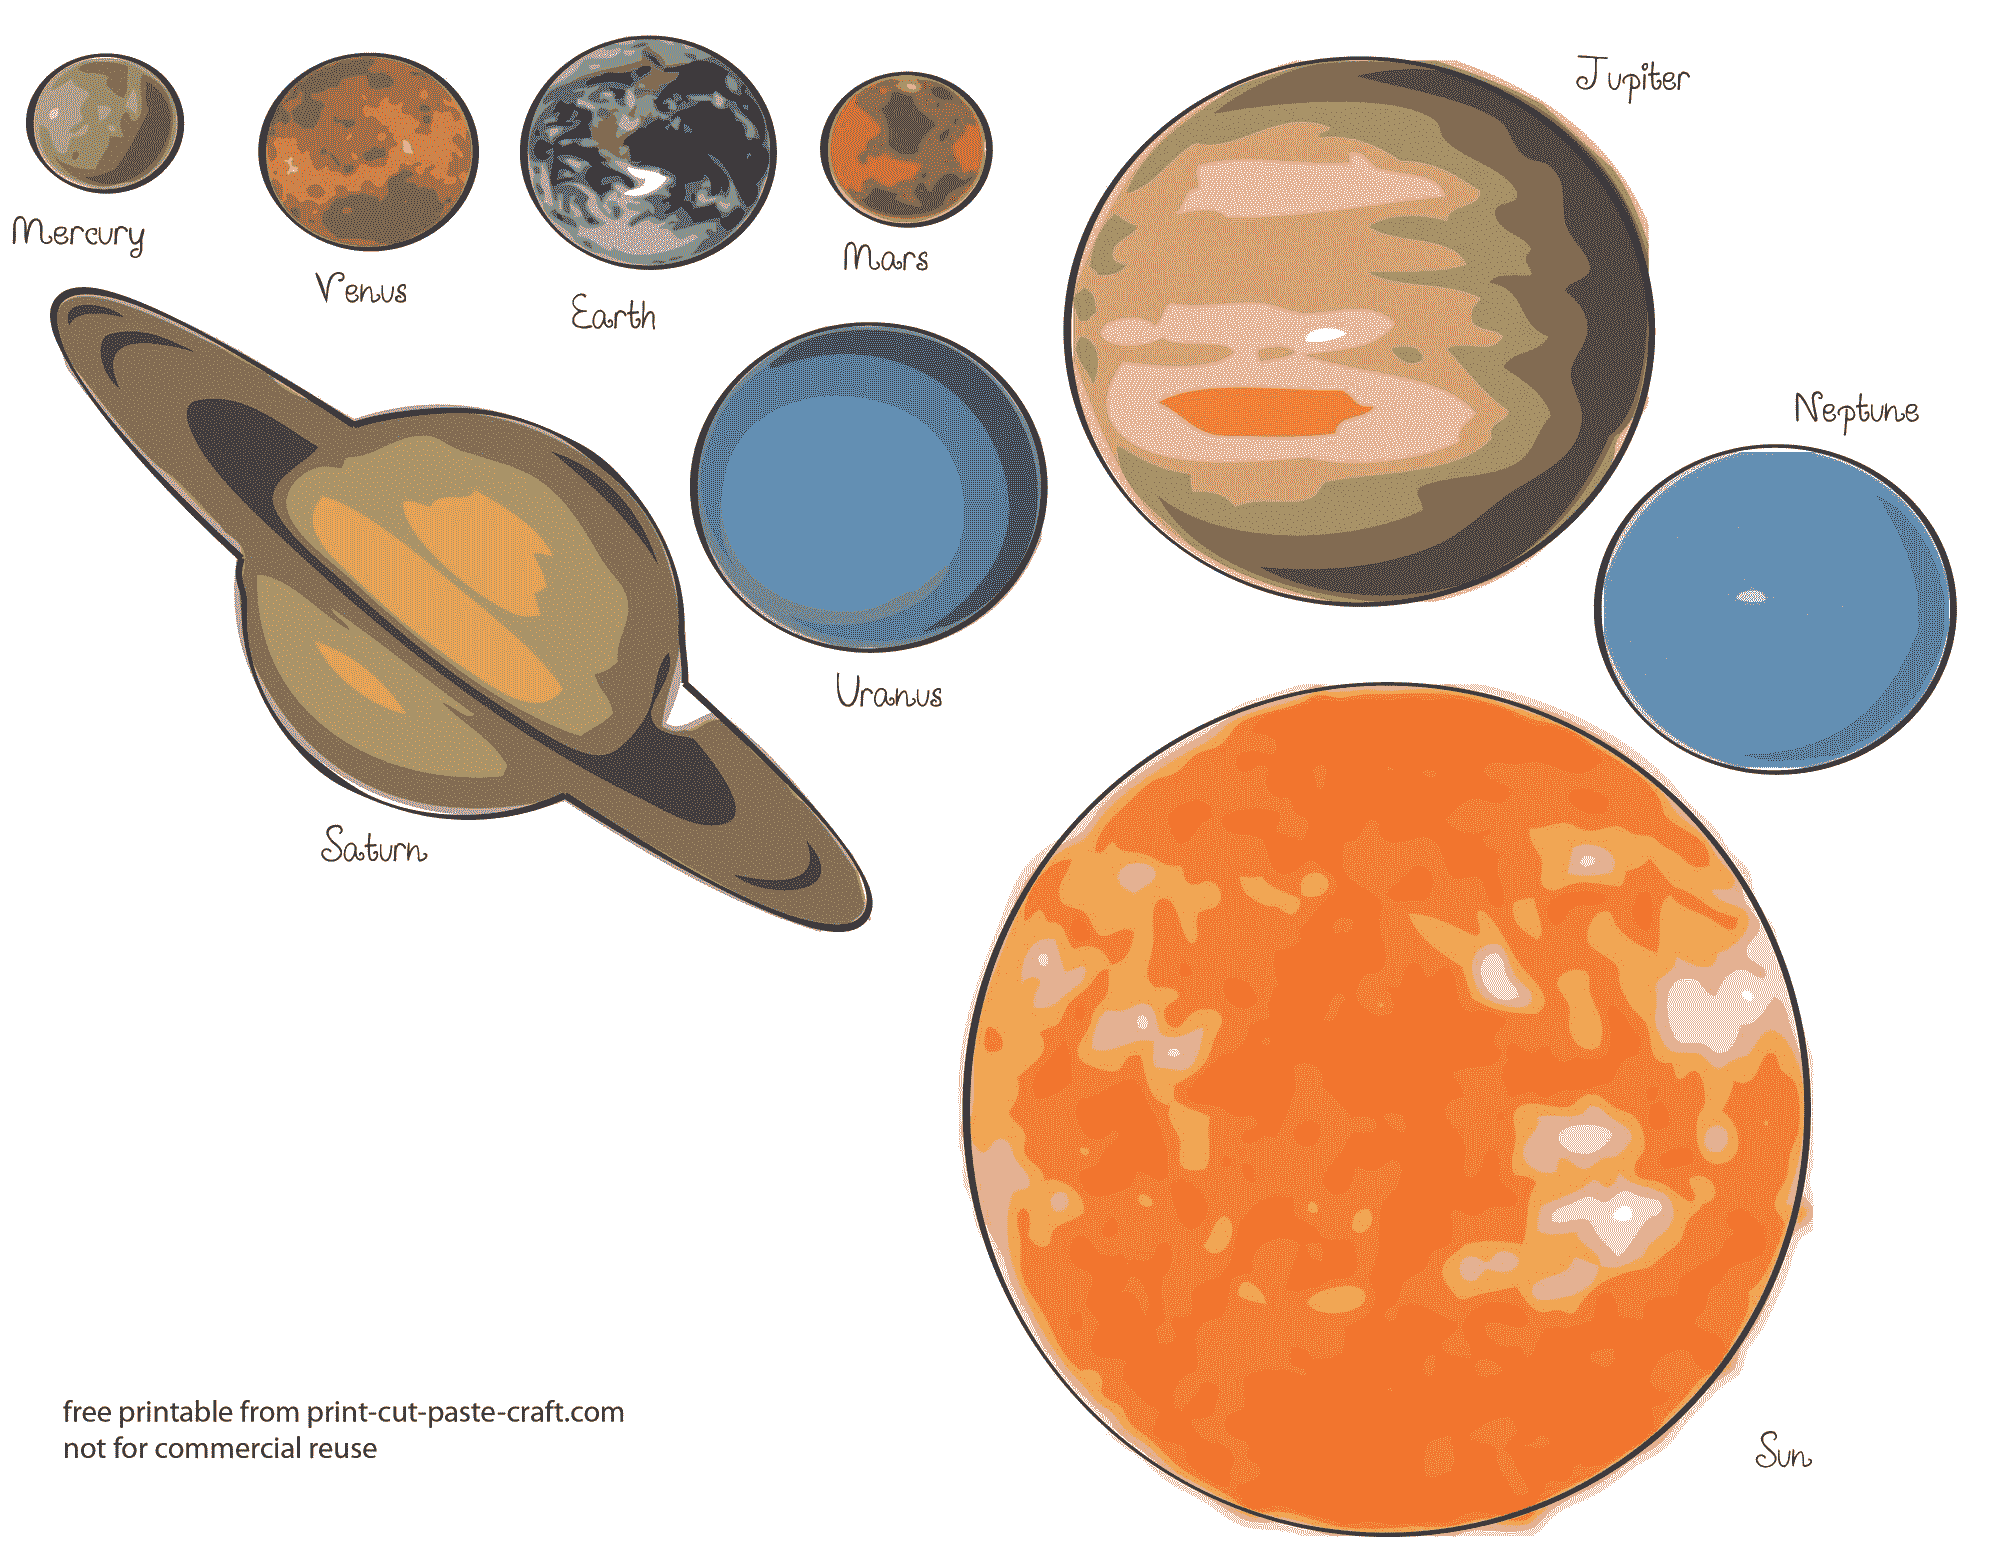 Jupiter
Mercury
Venus
Earth
Mars
Neptune
Uranus
Saturn
free printable from print-cut-paste-craft.com
not for commercial reuse
Sun